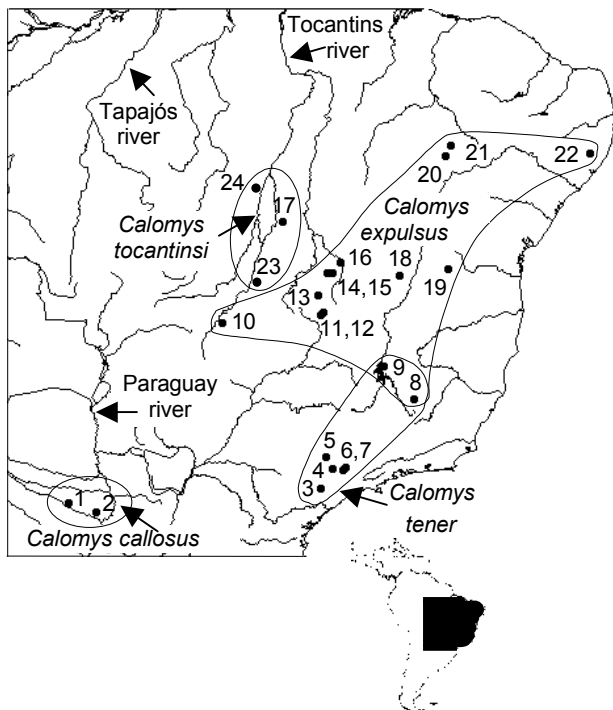 Tocantins
river
Tapajós
river
21
20
22
24
17
Calomys
tocantinsi
Calomys
expulsus
16
18
23
14,15
19
13
10
11,12
9
Paraguay
river
8
5
6,7
4
3
1
2
Calomys
tener
Calomys callosus